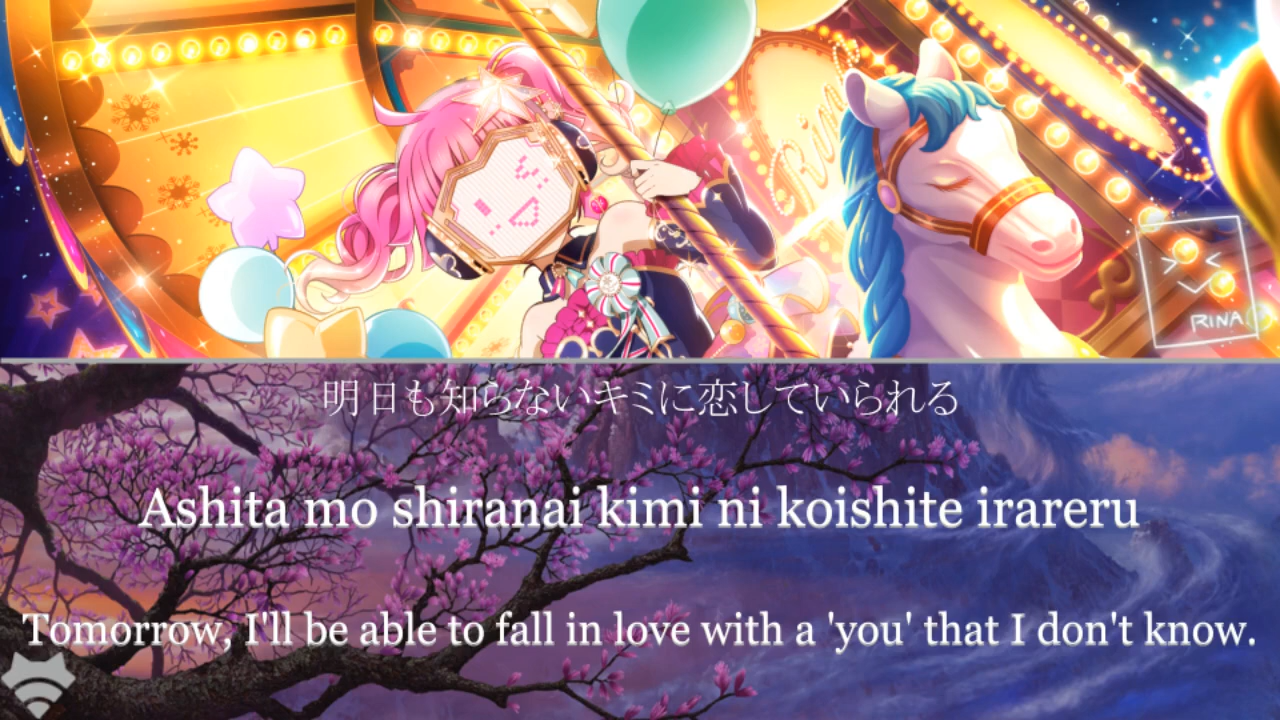 Rina
RINA
明日も知らないキミに恋していられる
Ashita mo shiranai kimi ni koishite irareru
Tomorrow, I'll be able to fall in love with a 'you' that I don't know.